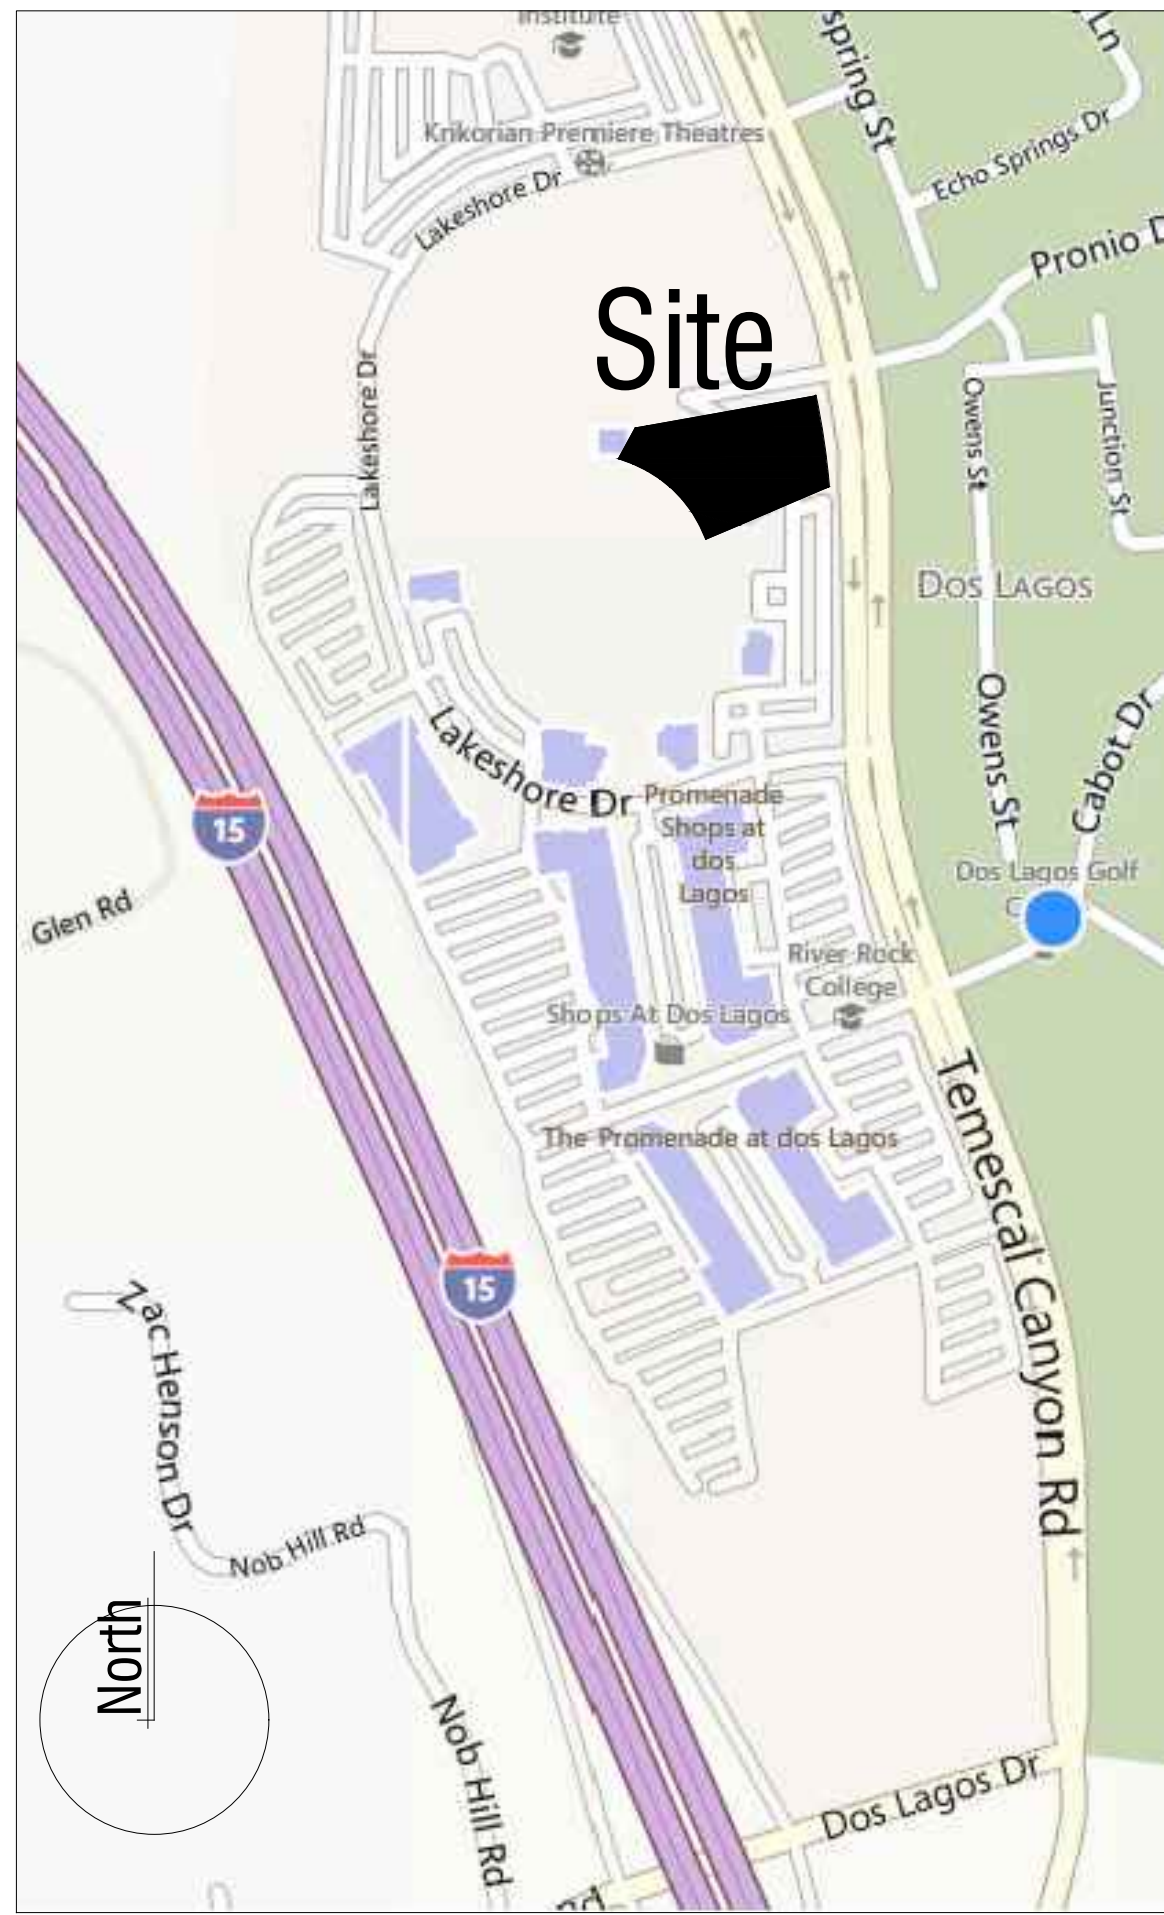 Institute
spring St
Ln
Krikorian Premiere Theatres
Echo Springs Dr
Lakeshore Dr
Pronio D
Site
Lakeshore Dr
Owens St
Junction St
DOS LAGOS
Owens St
Cabot Dr
Lakeshore Dr
Promenade
Shops at
dos
Lagos
15
Dos Lagos Golf
C
Glen Rd
River Rock
College
Shops At Dos Lagos
Temescal Canyon Rd
The Promenade at dos Lagos
15
Zac Henson Dr
Nob Hill Rd
North
Nob Hill Rd
Dos Lagos Dr